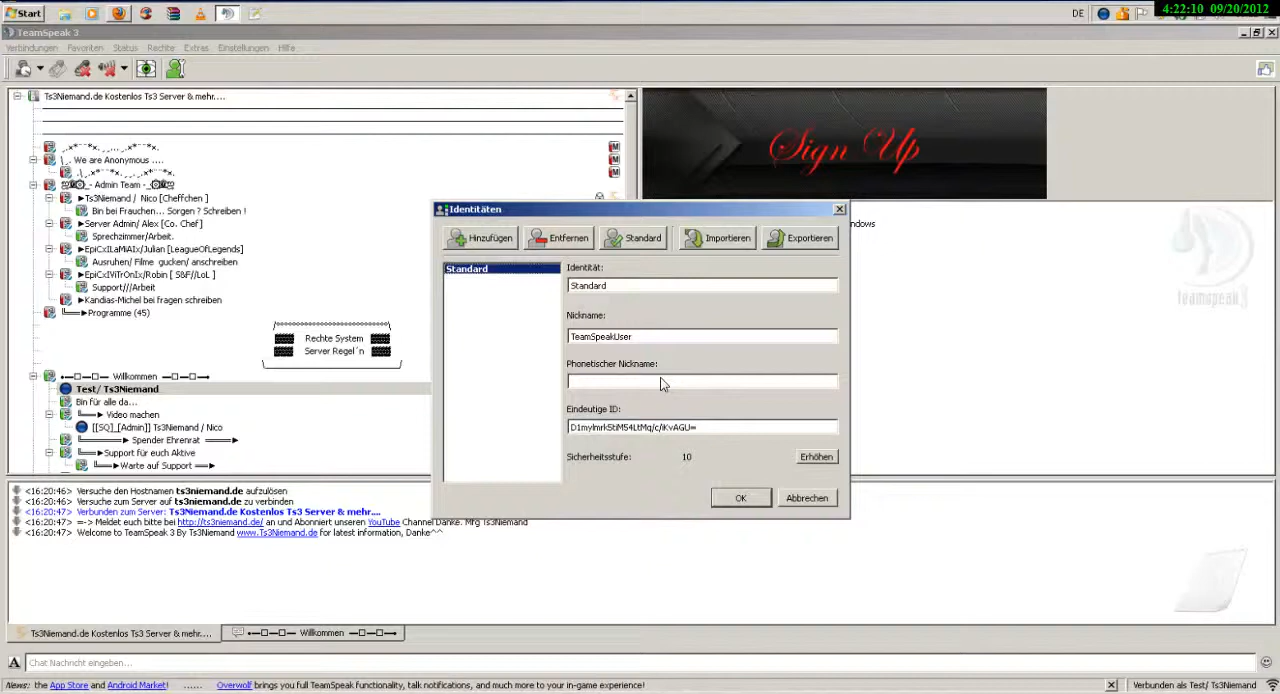 Start
DE
4:22:10 09/20/2012
TeamSpeak 3
Verbindungen Favoriten Status Rechte Extras Einstellungen Hilfe
Ts3Niemand.de Kostenlos Ts3 Server & mehr....
We are Anonymous ....
- Admin Team -
►Ts3Niemand / Nico [Cheffchen ]
Bin bei Frauchen... Sorgen ? Schreiben !
►Server Admin/ Alex [Co. Chef]
Sprechzimmer/Arbeit.
►EpiCxILaMiAIx/Julian [LeagueOfLegends]
Ausruhen/ Filme gucken/ anschreiben
►EpiCxIViTrOnIx/Robin [ S&F//LoL ]
Support///Arbeit
►Kandias-Michel bei fragen schreiben
╚══►Programme (45)
Rechte System
Server Regel´n
•—□—□— Willkommen —□—□—•
Test/ Ts3Niemand
Bin für alle da...
╚══► Video machen
[[SQ]_[Admin]] Ts3Niemand / Nico
════► Spender Ehrenrat ════►
╚══►Support für euch Aktive
╚══►Warte auf Support ══►
Sign Up
ndows
teamspeak3
Identitäten
Hinzufügen Entfernen Standard Importieren Exportieren
Standard
Identität:
Standard
Nickname:
TeamSpeakUser
Phonetischer Nickname:
Eindeutige ID:
Sicherheitsstufe: 10 Erhöhen
OK Abbrechen
<16:20:46> Versuche den Hostnamen ts3niemand.de aufzulösen
<16:20:46> Versuche zum Server auf ts3niemand.de zu verbinden
<16:20:47> Verbunden zum Server: Ts3Niemand.de Kostenlos Ts3 Server & mehr....
<16:20:47> =-> Meldet euch bitte bei http://ts3niemand.de/ an und Abonniert unseren YouTube Channel Danke. Mfg Ts3Niemand
<16:20:47> Welcome to TeamSpeak 3 By Ts3Niemand www.Ts3Niemand.de for latest information, Danke^^
Ts3Niemand.de Kostenlos Ts3 Server & mehr.... •—□—□— Willkommen —□—□—•
Chat Nachricht eingeben...
News: the App Store and Android Market! ...... Overwolf brings you full TeamSpeak functionality, talk notifications, and much more to your in-game experience! Verbunden als Test/ Ts3Niemand